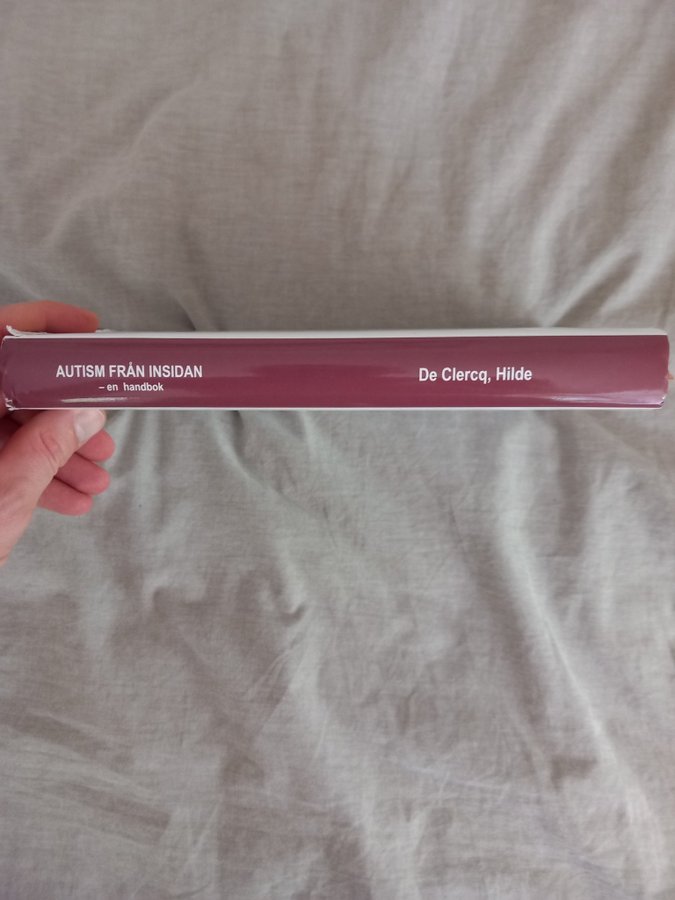 AUTISM FRÅN INSIDAN
– en handbok
De Clercq, Hilde